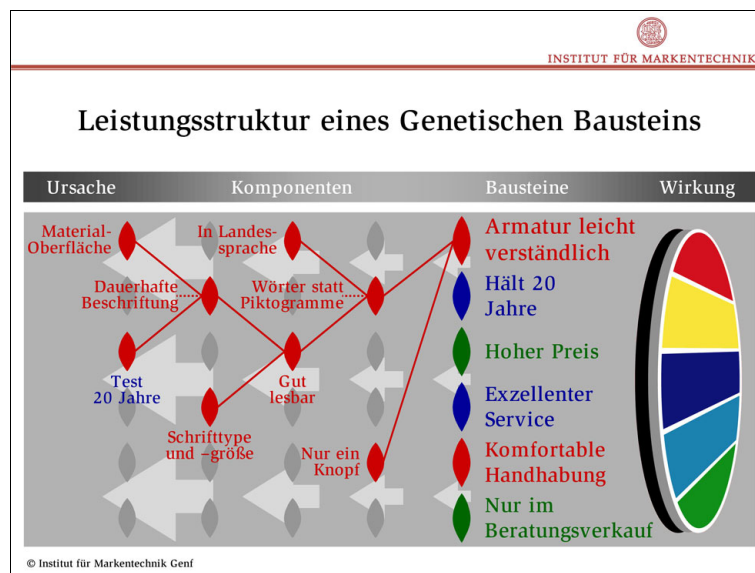 INSTITUT FÜR MARKENTECHNIK
Leistungsstruktur eines Genetischen Bausteins
Ursache
Komponenten
Bausteine
Wirkung
Material-
Oberfläche
In Landes-
sprache
Armatur leicht
verständlich
Dauerhafte
Beschriftung
Wörter statt
Piktogramme
Hält 20
Jahre
Hoher Preis
Test
20 Jahre
Gut
lesbar
Exzellenter
Service
Schrifttype
und –größe
Nur ein
Knopf
Komfortable
Handhabung
Nur im
Beratungsverkauf
© Institut für Markentechnik Genf